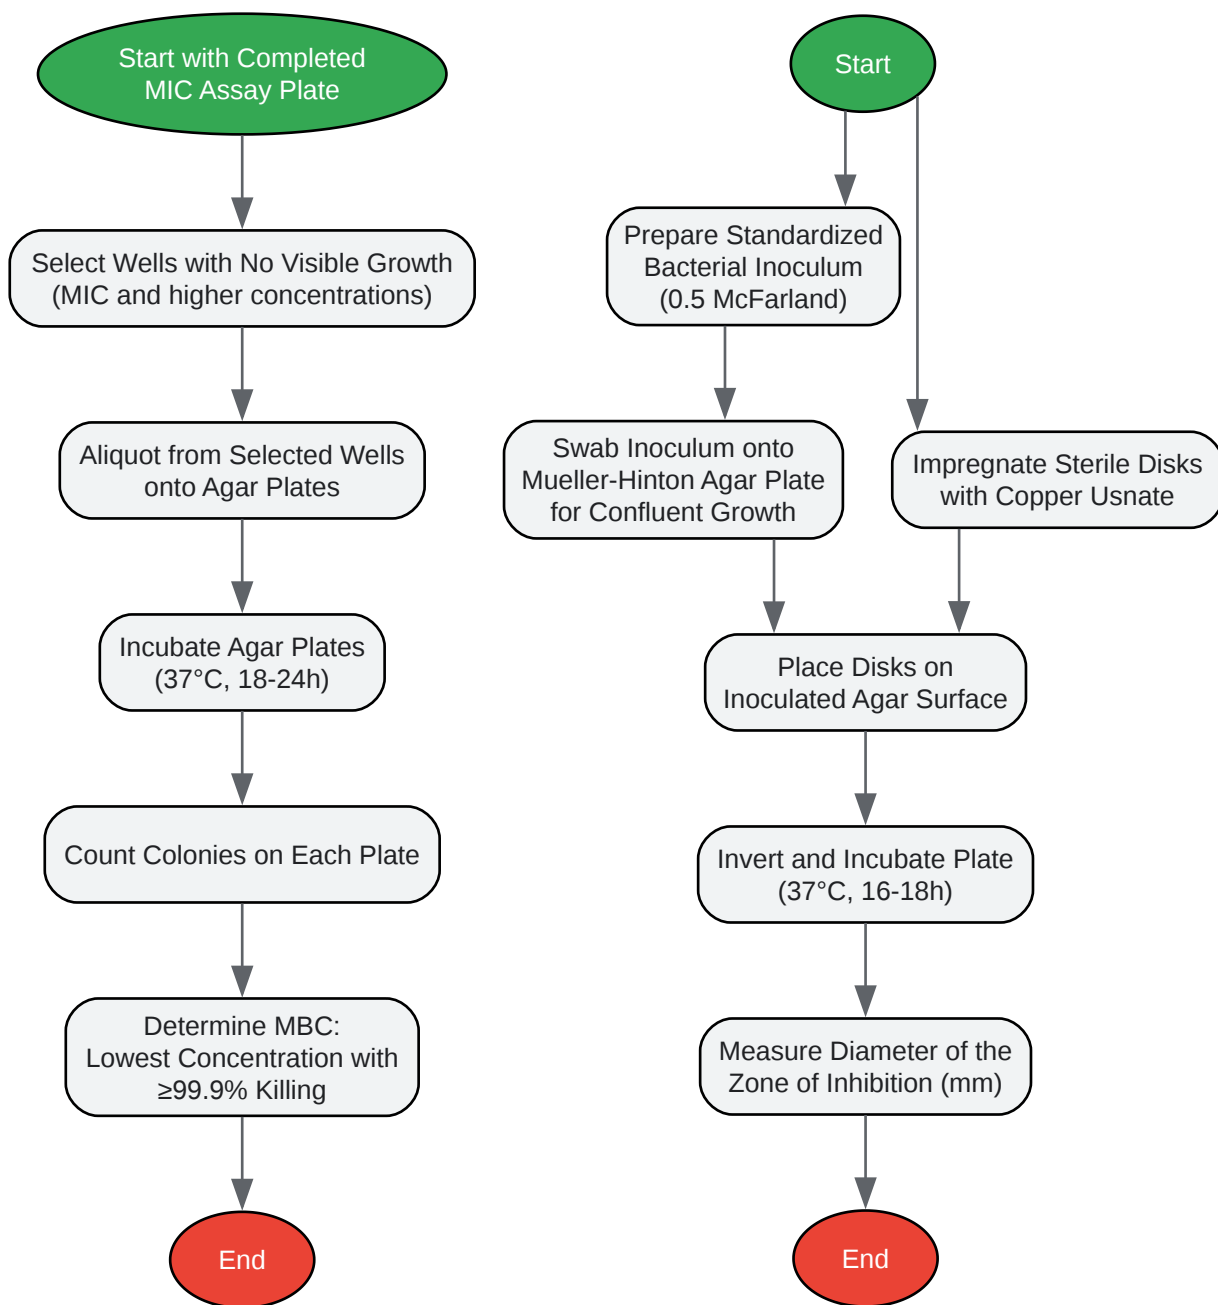 Start with Completed
MIC Assay Plate
Select Wells with No Visible Growth
(MIC and higher concentrations)
Aliquot from Selected Wells
onto Agar Plates
Incubate Agar Plates
(37°C, 18-24h)
Count Colonies on Each Plate
Determine MBC:
Lowest Concentration with
≥99.9% Killing
End
Start
Prepare Standardized
Bacterial Inoculum
(0.5 McFarland)
Swab Inoculum onto
Mueller-Hinton Agar Plate
for Confluent Growth
Impregnate Sterile Disks
with Copper Usnate
Place Disks on
Inoculated Agar Surface
Invert and Incubate Plate
(37°C, 16-18h)
Measure Diameter of the
Zone of Inhibition (mm)
End